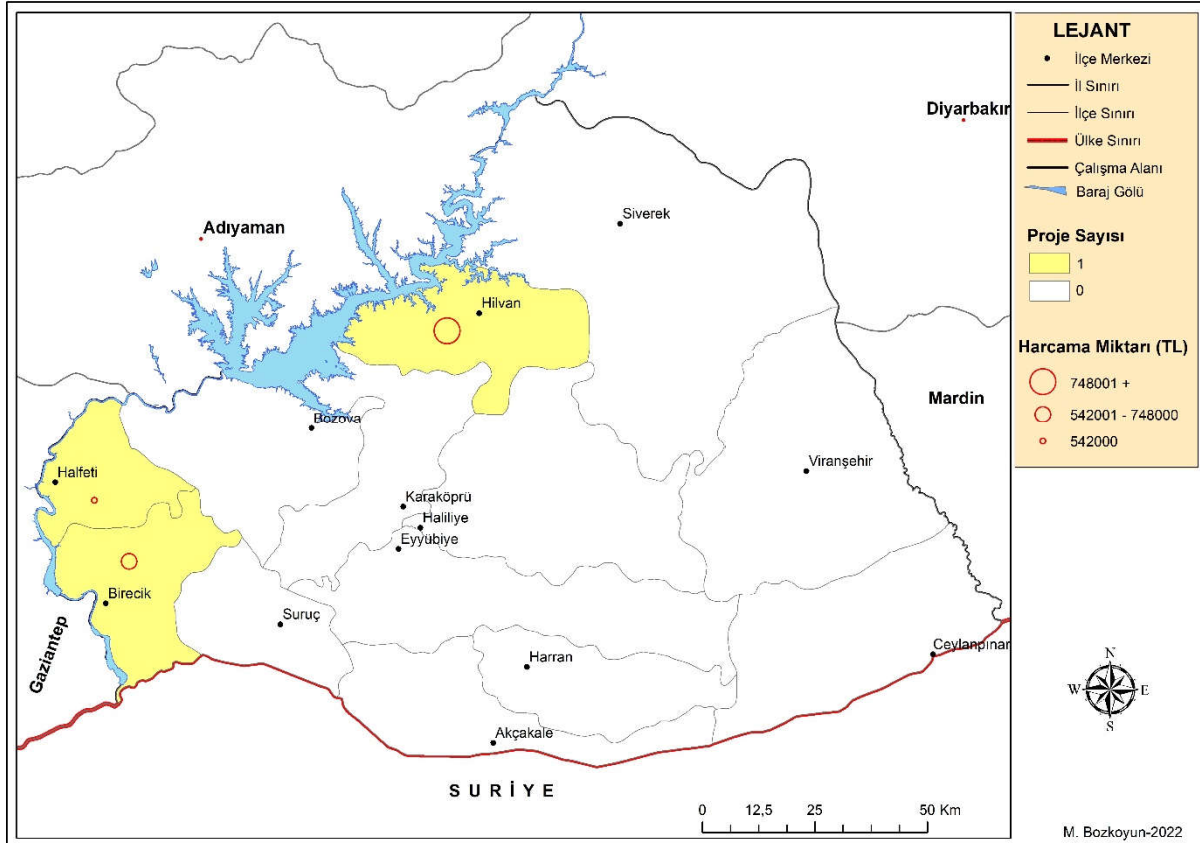 Diyarbakır
Siverek
Adıyaman
Hilvan
Mardin
Bozova
Halfeti
Viranşehir
Karaköprü
Haliliye
Eyyübiye
Birecik
Suruç
Gaziantep
Harran
Ceylanpınar
Akçakale
SURİYE
0 12,5 25 50 Km
LEJANT
İlçe Merkezi
İl Sınırı
İlçe Sınırı
Ülke Sınırı
Çalışma Alanı
Baraj Gölü
Proje Sayısı
1
0
Harcama Miktarı (TL)
748001 +
542001 - 748000
542000
N
W E
S
M. Bozkoyun-2022